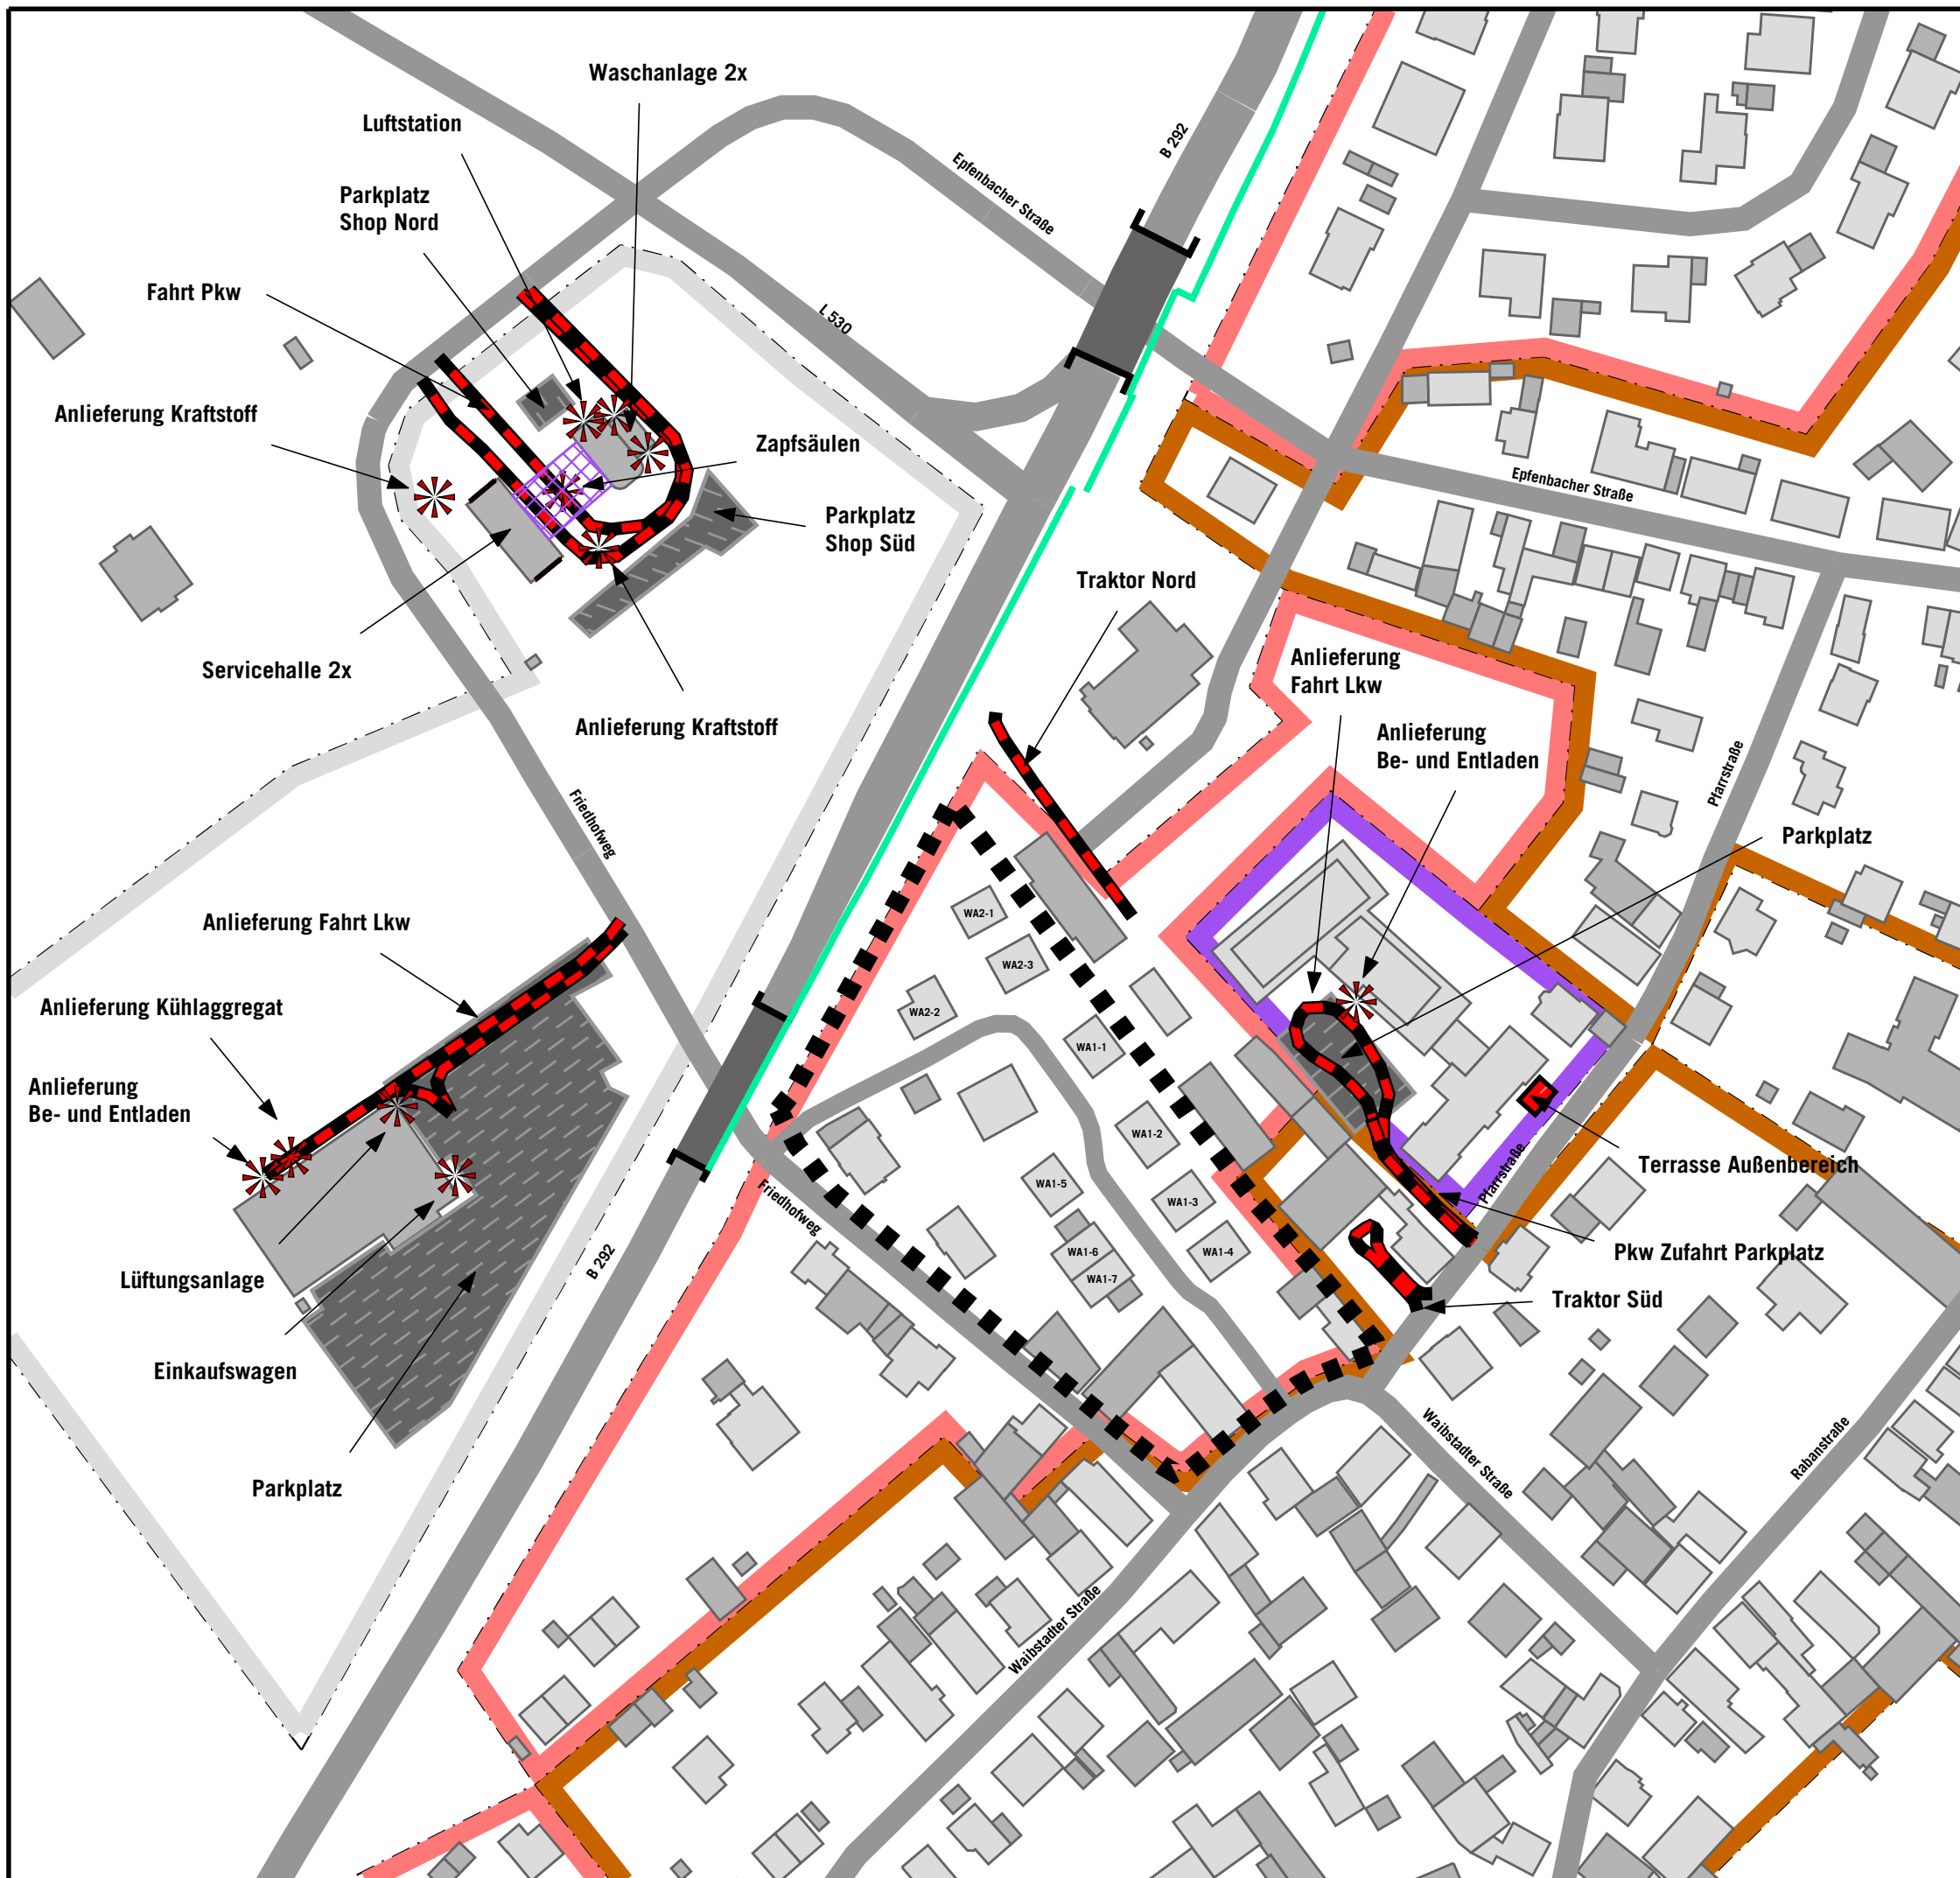 Waschanlage 2x
Luftstation
Parkplatz
Shop Nord
Fahrt Pkw
Anlieferung Kraftstoff
B 292
Epfenbacher Straße
L 530
Zapfsäulen
Parkplatz
Shop Süd
Epfenbacher Straße
Traktor Nord
Servicehalle 2x
Anlieferung Kraftstoff
Anlieferung
Fahrt Lkw
Anlieferung
Be- und Entladen
Pfarrstraße
Parkplatz
Friedhofweg
Anlieferung Fahrt Lkw
Anlieferung Kühlaggregat
Anlieferung
Be- und Entladen
WA2-1
WA2-3
WA2-2
WA1-1
WA1-2
WA1-5
WA1-3
WA1-6
WA1-4
WA1-7
Terrasse Außenbereich
Pfarrstraße
Friedhofweg
Pkw Zufahrt Parkplatz
B 292
Lüftungsanlage
Traktor Süd
Einkaufswagen
Parkplatz
Waibstadter Straße
Rabanstraße
Waibstadter Straße